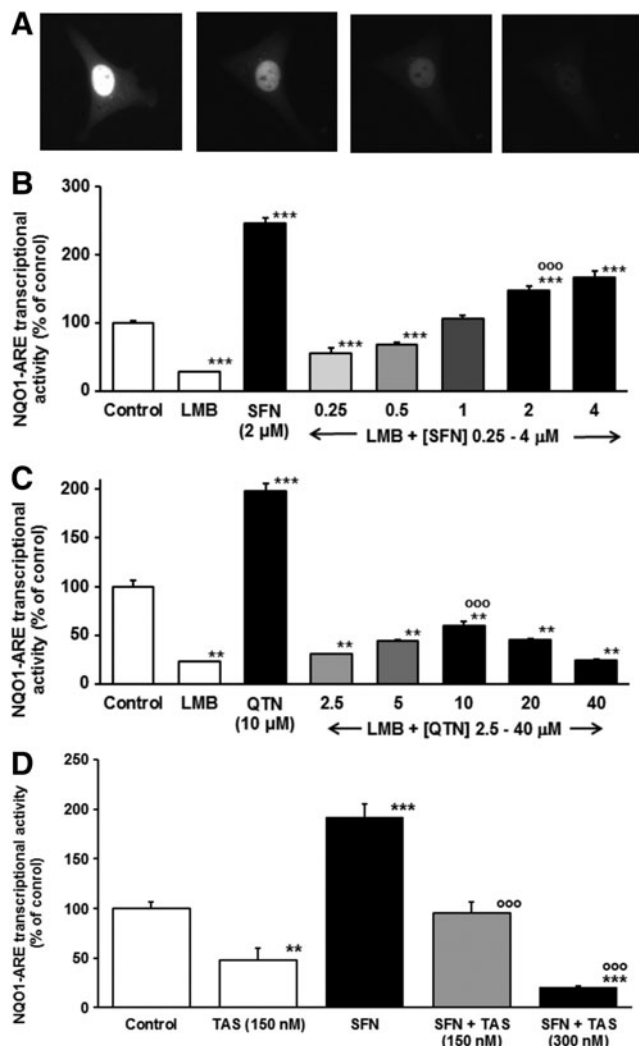 A
B
NQO1-ARE transcriptional
activity (% of conrol)
300
200
100
0
***
***
***
***
ooo
***
***
Control
LMB
SFN
(2 µM)
0.25
0.5
1
2
4
LMB + [SFN] 0.25 - 4 µM
C
NQO1-ARE transcriptional
activity (% of conrol)
200
150
100
50
0
**
***
**
**
ooo
**
**
**
Control
LMB
QTN
(10 µM)
2.5
5
10
20
40
LMB + [QTN] 2.5 - 40 µM
D
NQO1-ARE transcriptional activity
(% of conrol)
250
200
150
100
50
0
**
***
ooo
ooo
***
Control
TAS (150 nM)
SFN
SFN + TAS
(150 nM)
SFN + TAS
(300 nM)